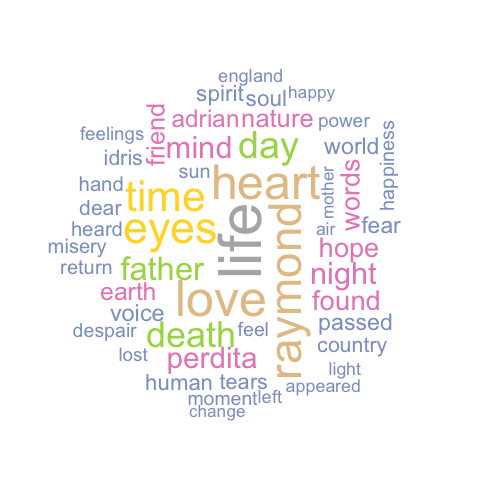 england
spirit soul happy
adrian nature power
feelings friend mind day world
idris sun happiness
hand time heart mother words
dear eyes life raymond air fear
heard
misery hope
return father night
earth love found
voice passed
despair death feel country
lost perdita light
human tears appeared
moment left
change